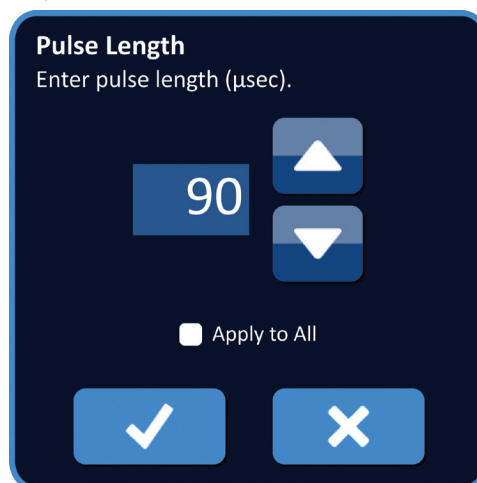 Pulse Length
Enter pulse length (μsec).
90
Apply to All